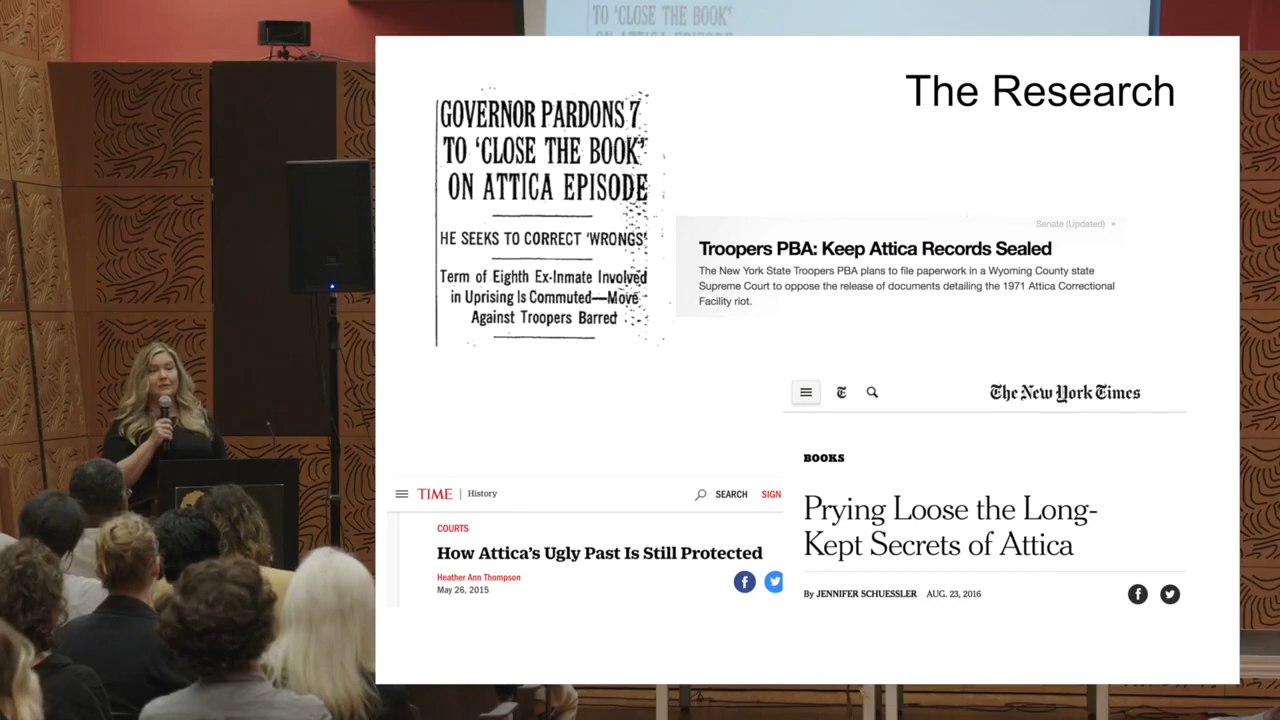 TO 'CLOSE THE BOOK'
The Research
GOVERNOR PARDONS 7
TO 'CLOSE THE BOOK'
ON ATTICA EPISODE
HE SEEKS TO CORRECT 'WRONGS'
Term of Eighth Ex-Inmate Involved
in Uprising Is Commuted—Move
Against Troopers Barred
Senate (Updated) »
Troopers PBA: Keep Attica Records Sealed
The New York State Troopers PBA plans to file paperwork in a Wyoming County state
Supreme Court to oppose the release of documents detailing the 1971 Attica Correctional
Facility riot.
T
The New York Times
BOOKS
Prying Loose the Long-
Kept Secrets of Attica
By JENNIFER SCHUESSLER AUG. 23, 2016
TIME | History
SEARCH SIGN
COURTS
How Attica's Ugly Past Is Still Protected
Heather Ann Thompson
May 26, 2015